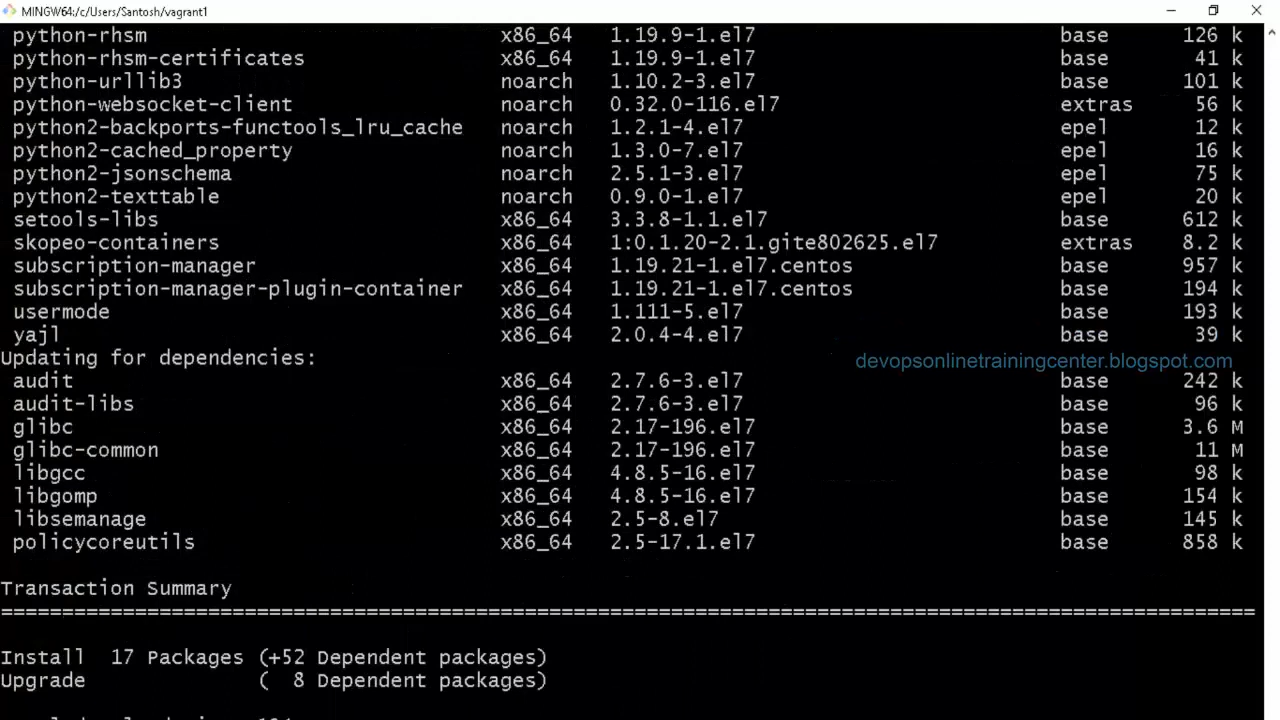 MINGW64:/c/Users/Santosh/vagrant1
python-rhsm x86_64 1.19.9-1.el7 base 126 k
python-rhsm-certificates x86_64 1.19.9-1.el7 base 41 k
python-urllib3 noarch 1.10.2-3.el7 base 101 k
python-websocket-client noarch 0.32.0-116.el7 extras 56 k
python2-backports-functools_lru_cache noarch 1.2.1-4.el7 epel 12 k
python2-cached_property noarch 1.3.0-7.el7 epel 16 k
python2-jsonschema noarch 2.5.1-3.el7 epel 75 k
python2-texttable noarch 0.9.0-1.el7 epel 20 k
setools-libs x86_64 3.3.8-1.1.el7 base 612 k
skopeo-containers x86_64 1:0.1.20-2.1.gite802625.el7 extras 8.2 k
subscription-manager x86_64 1.19.21-1.el7.centos base 957 k
subscription-manager-plugin-container x86_64 1.19.21-1.el7.centos base 194 k
usermode x86_64 1.111-5.el7 base 193 k
yajl x86_64 2.0.4-4.el7 base 39 k
Updating for dependencies:
devopsonlinetrainingcenter.blogspot.com
audit x86_64 2.7.6-3.el7 base 242 k
audit-libs x86_64 2.7.6-3.el7 base 96 k
glibc x86_64 2.17-196.el7 base 3.6 M
glibc-common x86_64 2.17-196.el7 base 11 M
libgcc x86_64 4.8.5-16.el7 base 98 k
libgomp x86_64 4.8.5-16.el7 base 154 k
libsemanage x86_64 2.5-8.el7 base 145 k
policycoreutils x86_64 2.5-17.1.el7 base 858 k
Transaction Summary
================================================================================
Install 17 Packages (+52 Dependent packages)
Upgrade ( 8 Dependent packages)